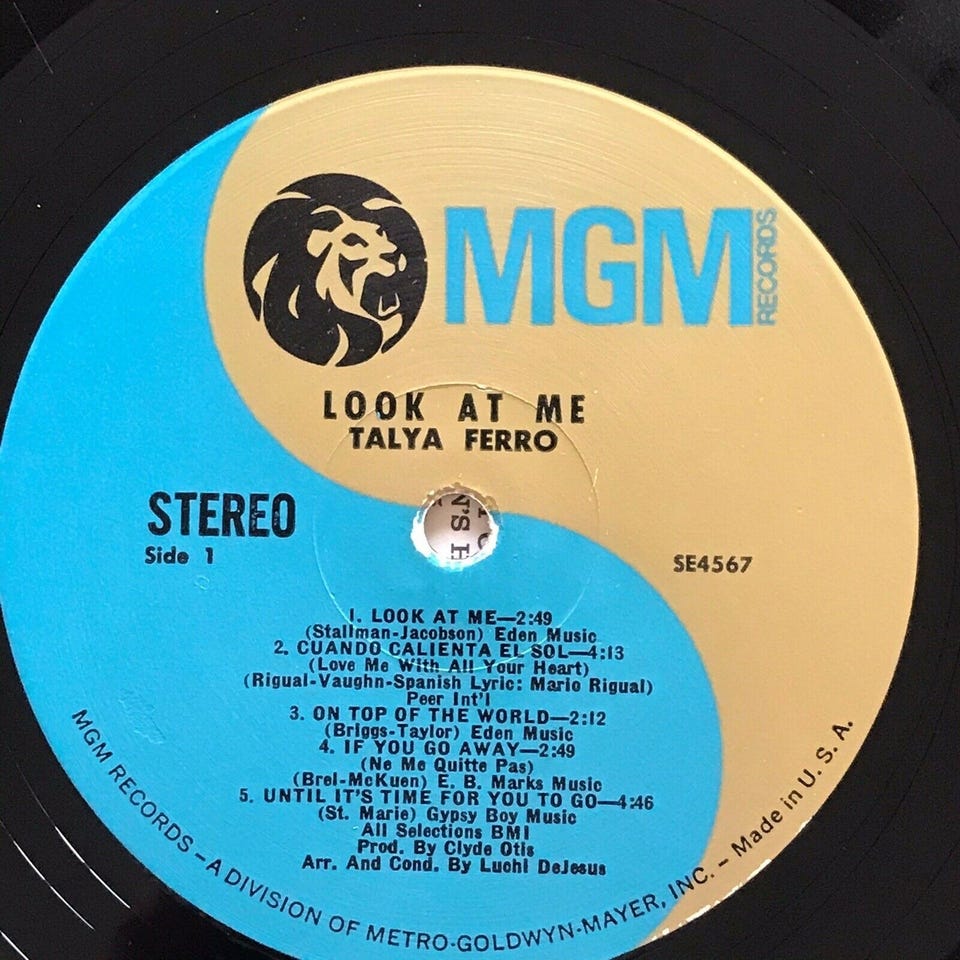 MGM RECORDS
LOOK AT ME
TALYA FERRO
STEREO
Side 1
SE4567
1. LOOK AT ME—2:49
(Stallman-Jacobson) Eden Music
2. CUANDO CALIENTA EL SOL—4:13
(Love Me With All Your Heart)
(Rigual-Vaughn-Spanish Lyric: Mario Rigual)
Peer Int'l
3. ON TOP OF THE WORLD—2:12
(Briggs-Taylor) Eden Music
4. IF YOU GO AWAY—2:49
(Ne Me Quitte Pas)
(Brel-McKuen) E. B. Marks Music
5. UNTIL IT'S TIME FOR YOU TO GO—4:46
(St. Marie) Gypsy Boy Music
All Selections BMI
Prod. By Clyde Otis
Arr. And Cond. By Luchi DeJesus
MGM RECORDS – A DIVISION OF METRO-GOLDWYN-MAYER, INC. – Made in U. S. A.